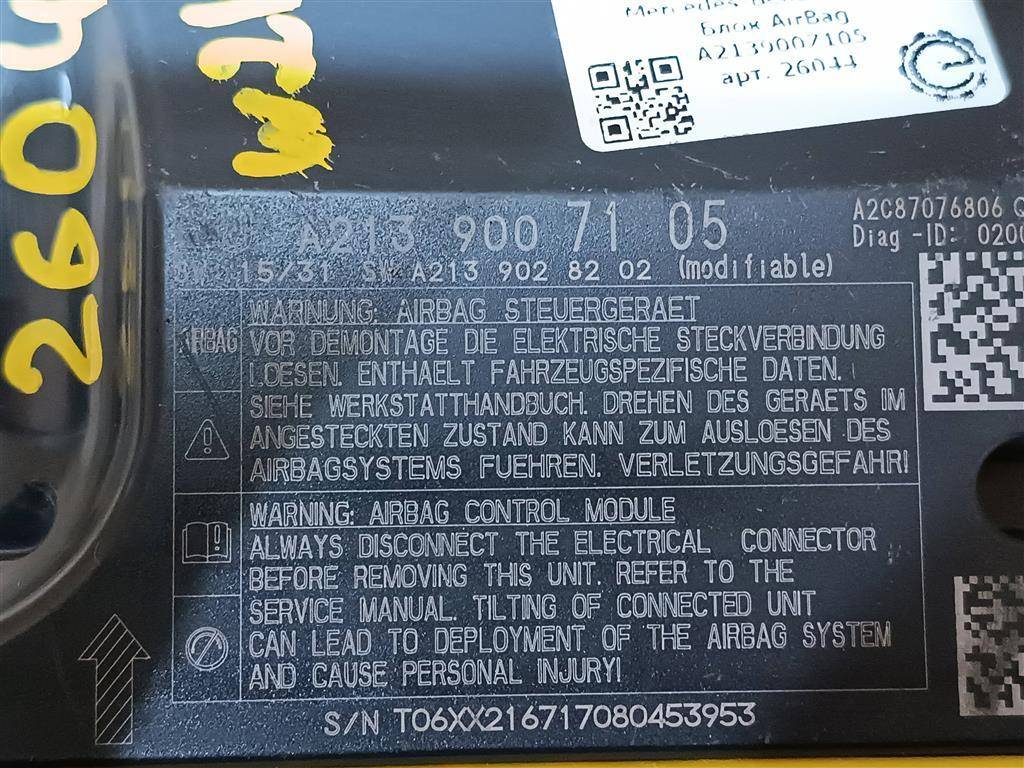 Блок AirBag
A2139007105
арт. 26044
2604
A213 900 71 05
15/31 SW A213 902 82 02 (modifiable)
A2C87076806
Diag -ID:
AIRBAG
WARNUNG: AIRBAG STEUERGERAET
VOR DEMONTAGE DIE ELEKTRISCHE STECKVERBINDUNG
LOESEN. ENTHAELT FAHRZEUGSPEZIFISCHE DATEN.
SIEHE WERKSTATTHANDBUCH. DREHEN DES GERAETS IM
ANGESTECKTEN ZUSTAND KANN ZUM AUSLOESEN DES
AIRBAGSYSTEMS FUEHREN. VERLETZUNGSGEFAHR!
WARNING: AIRBAG CONTROL MODULE
ALWAYS DISCONNECT THE ELECTRICAL CONNECTOR
BEFORE REMOVING THIS UNIT. REFER TO THE
SERVICE MANUAL. TILTING OF CONNECTED UNIT
CAN LEAD TO DEPLOYMENT OF THE AIRBAG SYSTEM
AND CAUSE PERSONAL INJURY!
S/N T06XX216717080453953